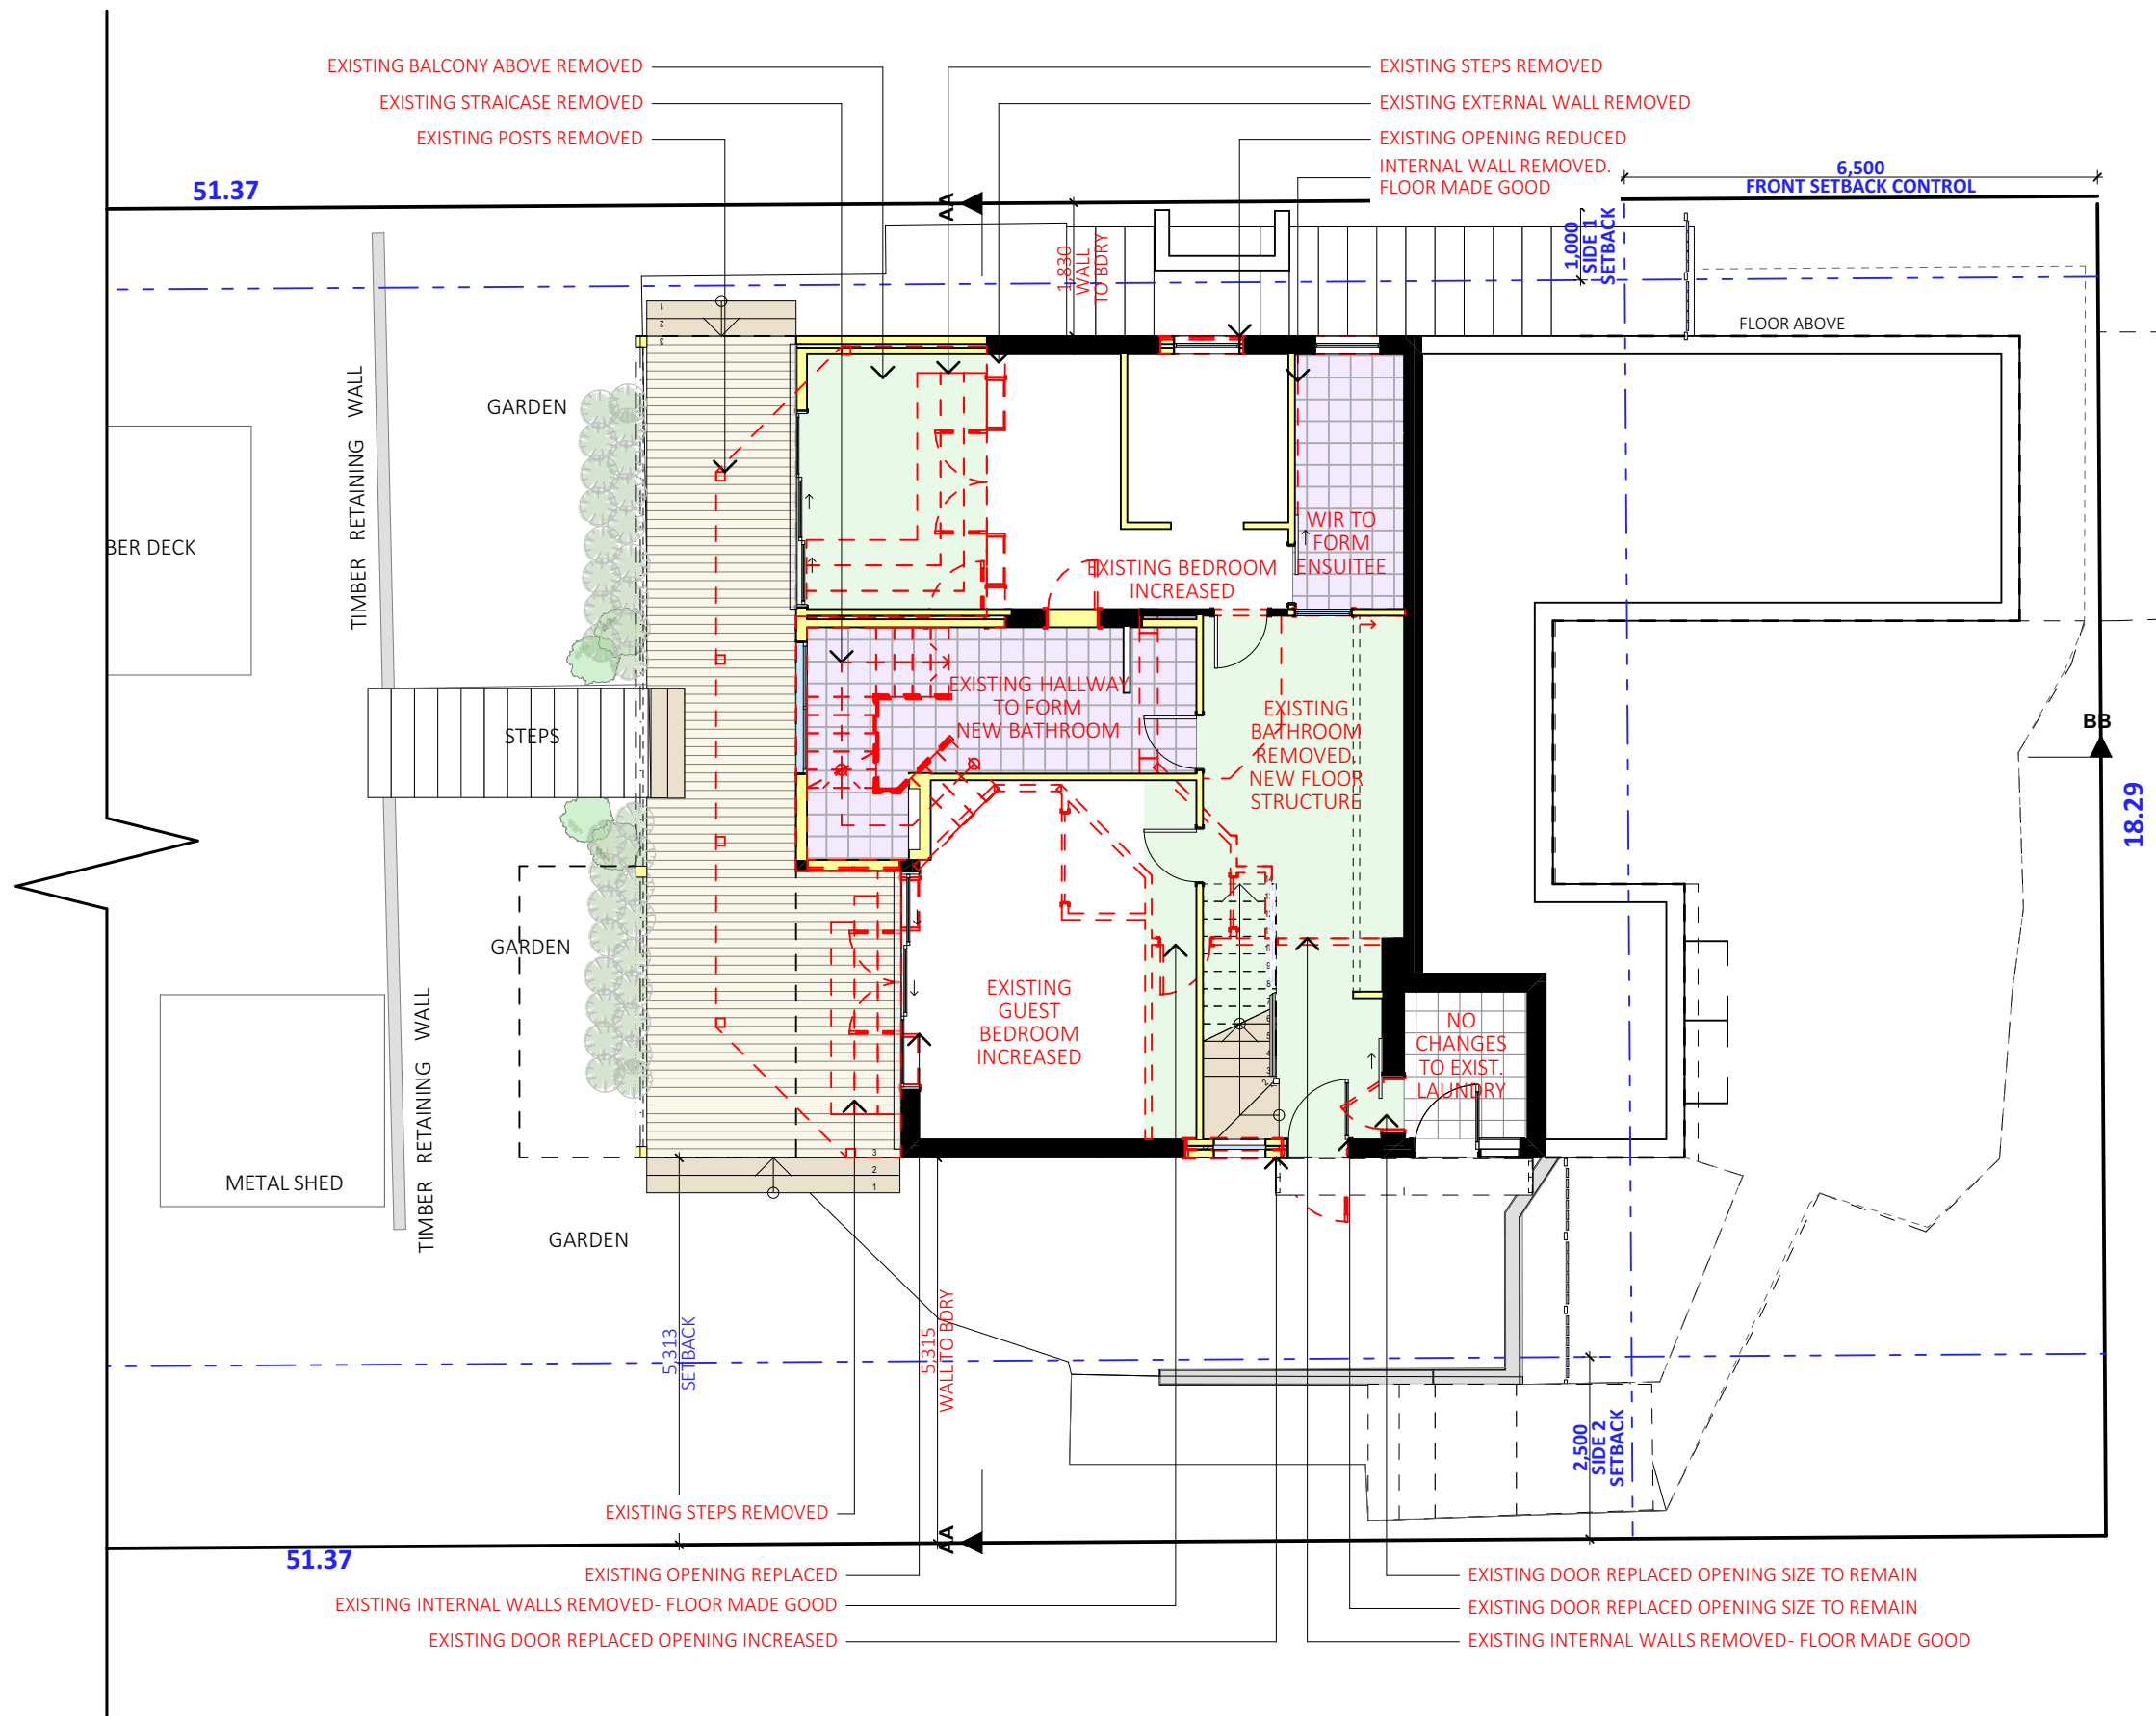 EXISTING BALCONY ABOVE REMOVED
EXISTING STRAICASE REMOVED
EXISTING POSTS REMOVED
EXISTING STEPS REMOVED
EXISTING EXTERNAL WALL REMOVED
EXISTING OPENING REDUCED
INTERNAL WALL REMOVED.
FLOOR MADE GOOD
6,500
FRONT SETBACK CONTROL
51.37
AA
1,830
WALL
TO BDRY
1,000
SIDE 1
SETBACK
FLOOR ABOVE
1
2
3
GARDEN
TIMBER RETAINING WALL
BER DECK
WIR TO
FORM
ENSUITEE
EXISTING BEDROOM
INCREASED
EXISTING HALLWAY
TO FORM
NEW BATHROOM
EXISTING
BATHROOM
REMOVED.
NEW FLOOR
STRUCTURE
STEPS
BB
18.29
GARDEN
EXISTING
GUEST
BEDROOM
INCREASED
NO
CHANGES
TO EXIST.
LAUNDRY
TIMBER RETAINING WALL
METAL SHED
3
2
1
GARDEN
5,313
SETBACK
5,315
WALL TO BDRY
2,500
SIDE 2
SETBACK
EXISTING STEPS REMOVED
AA
51.37
EXISTING OPENING REPLACED
EXISTING INTERNAL WALLS REMOVED- FLOOR MADE GOOD
EXISTING DOOR REPLACED OPENING INCREASED
EXISTING DOOR REPLACED OPENING SIZE TO REMAIN
EXISTING DOOR REPLACED OPENING SIZE TO REMAIN
EXISTING INTERNAL WALLS REMOVED- FLOOR MADE GOOD